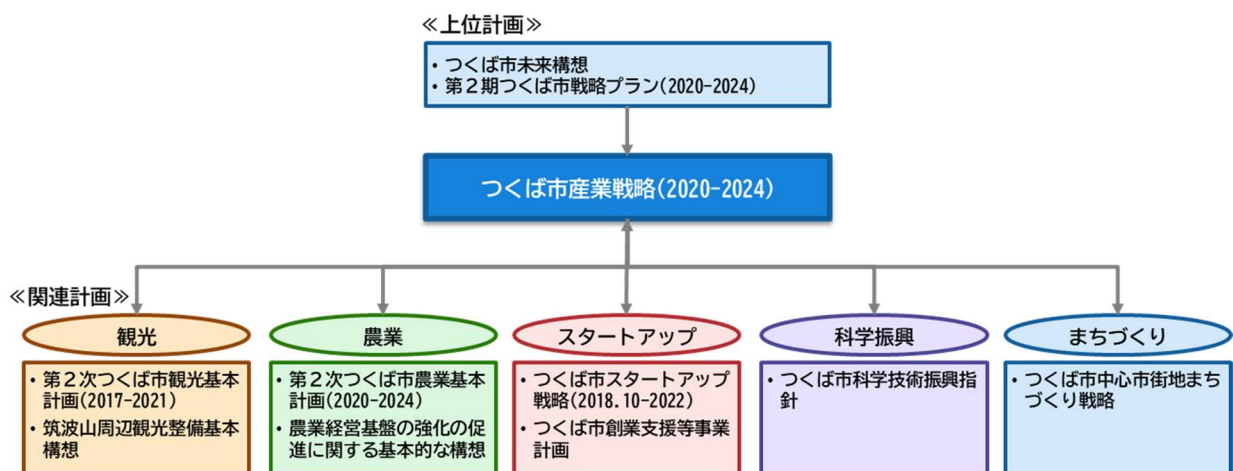 ≪上位計画≫
・つくば市未来構想
・第２期つくば市戦略プラン(2020-2024)
つくば市産業戦略(2020-2024)
≪関連計画≫
観光
・第２次つくば市観光基本
計画(2017-2021)
・筑波山周辺観光整備基本
構想
農業
・第２次つくば市農業基本
計画(2020-2024)
・農業経営基盤の強化の促
進に関する基本的な構想
スタートアップ
・つくば市スタートアップ
戦略(2018.10-2022)
・つくば市創業支援等事業
計画
科学振興
・つくば市科学技術振興指
針
まちづくり
・つくば市中心市街地まち
づくり戦略